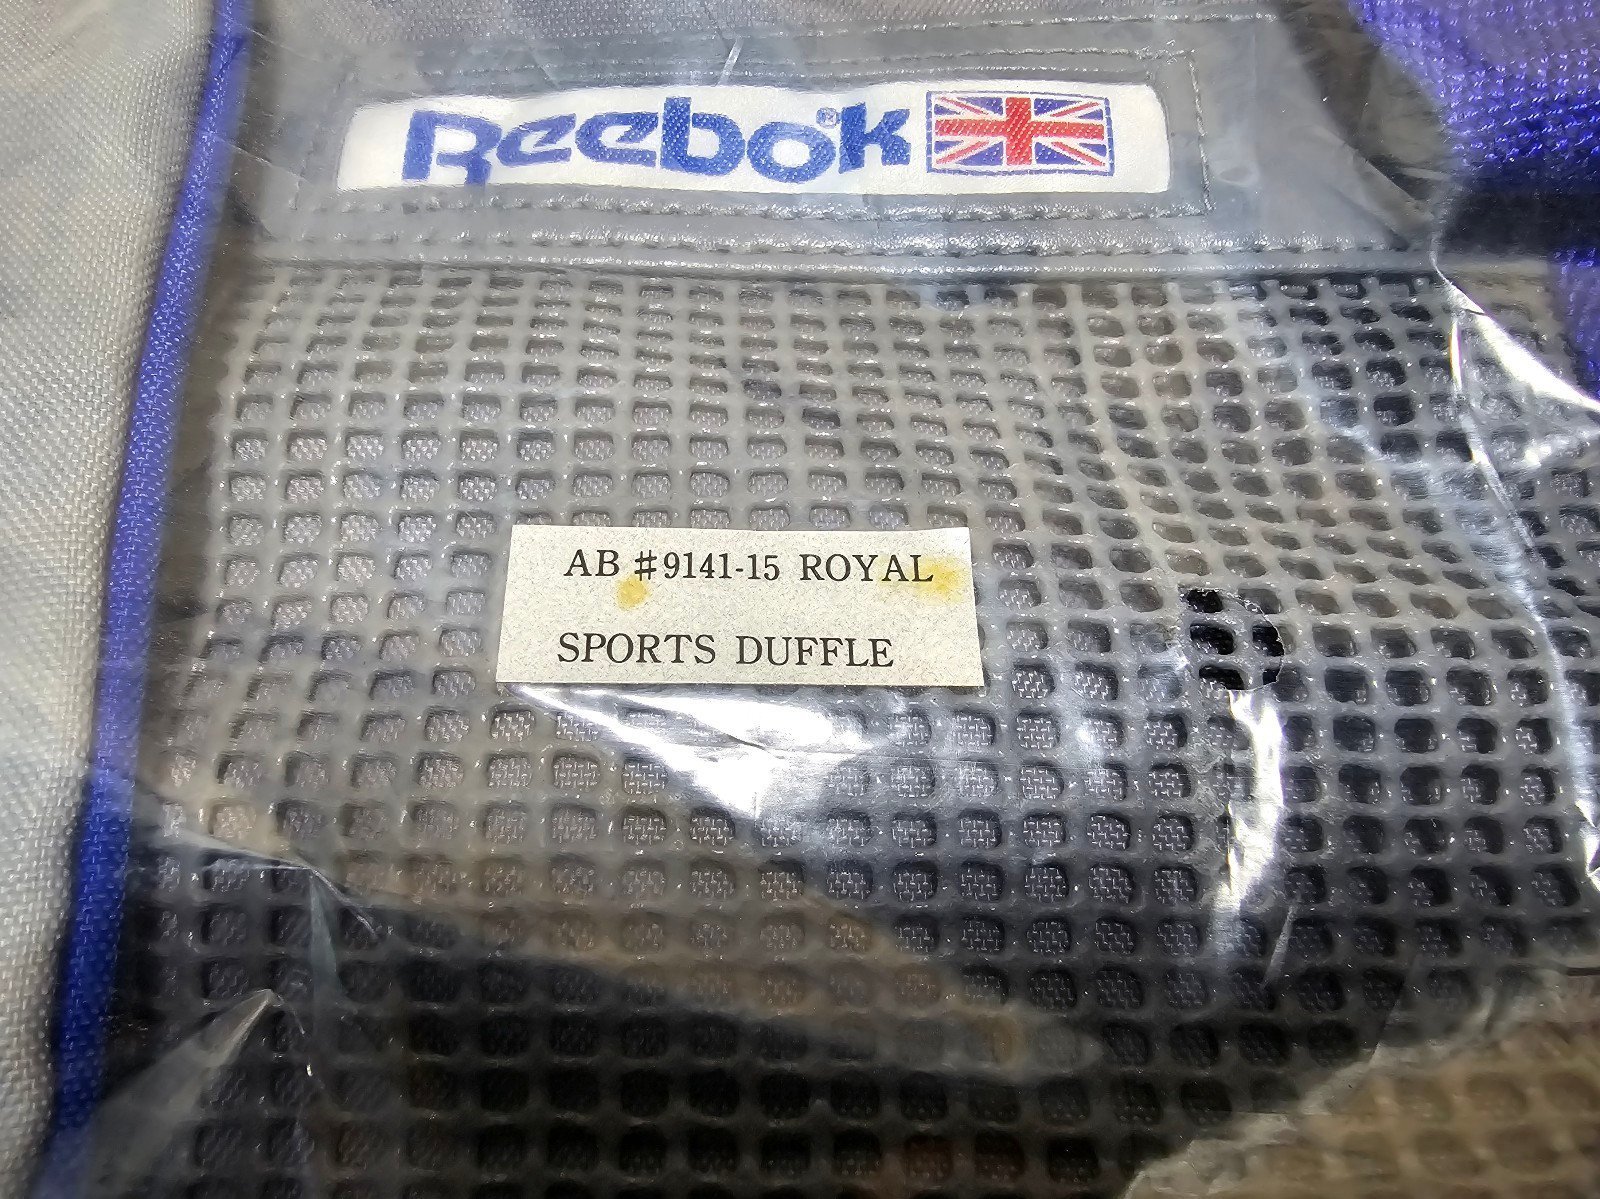 Reebok®
AB #9141-15 ROYAL
SPORTS DUFFLE